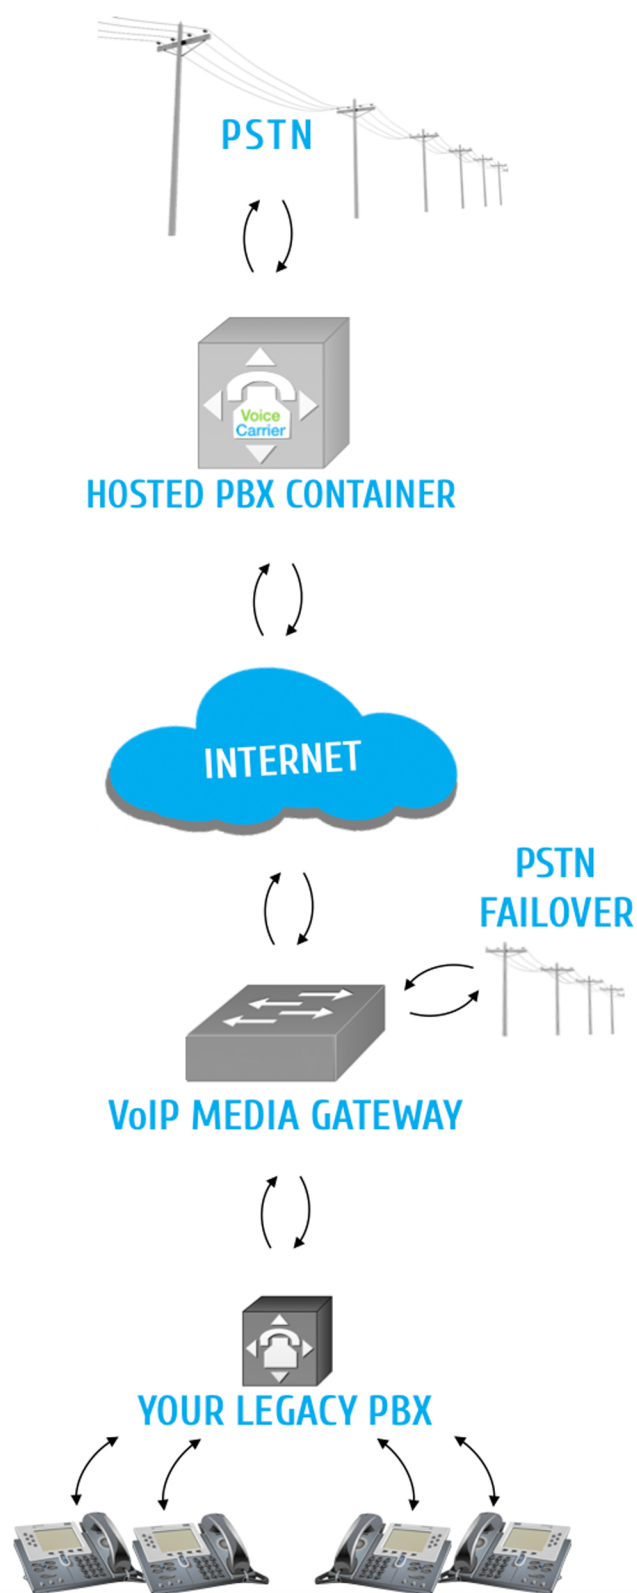 PSTN
Voice
Carrier
HOSTED PBX CONTAINER
INTERNET
PSTN
FAILOVER
VoIP MEDIA GATEWAY
YOUR LEGACY PBX